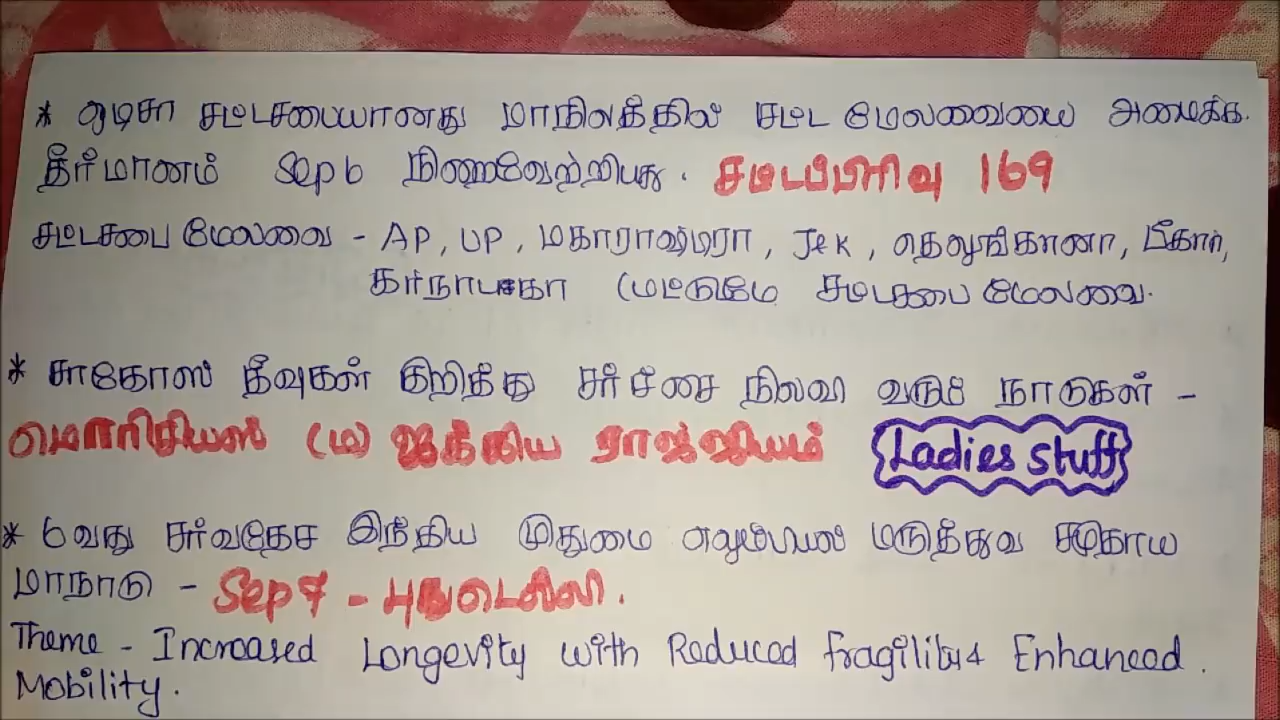 * ஒடிசா சட்டசபையானது மாநிலத்தில் சட்ட மேலவையை அமைக்க
தீர்மானம் Sep 6 நிறைவேற்றியது. சட்டப்பிரிவு 169
சட்டசபை மேலவை - AP, UP, மகாராஷ்டிரா, J&K, தெலுங்கானா, பீகார்,
கர்நாடகா (மட்டுமே சட்டசபை மேலவை.
* சாகோஸ் தீவுகள் குறித்து சர்ச்சை நிலவி வரும் நாடுகள் -
மொரிசியஸ் (ம) ஐக்கிய ராஜ்ஜியம்
Ladies stuff
* 6வது சர்வதேச இந்திய முதுமை எலும்பியல் மருத்துவ சமூகாய
மாநாடு - Sep 7 - புதுடெல்லி.
Theme - Increased Longevity with Reduced fragility & Enhanced
Mobility.